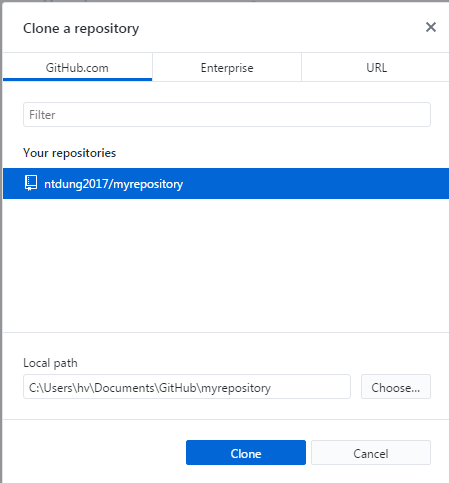 Clone a repository
GitHub.com Enterprise URL
Filter
Your repositories
ntdung2017/myrepository
Local path
C:\Users\hv\Documents\GitHub\myrepository Choose...
Clone Cancel